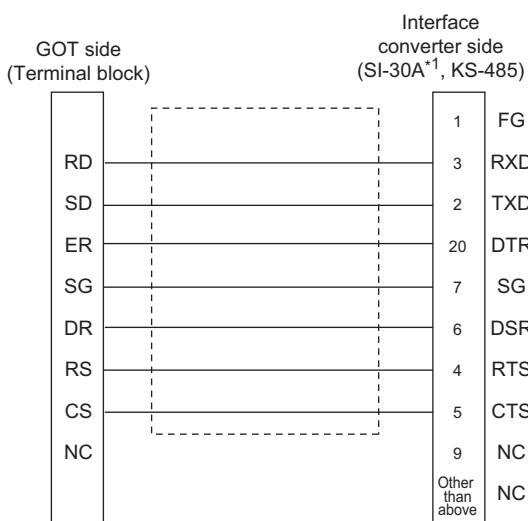 GOT side
(Terminal block)
Interface
converter side
(SI-30A*1, KS-485)
1 FG
RD 3 RXD
SD 2 TXD
ER 20 DTR
SG 7 SG
DR 6 DSR
RS 4 RTS
CS 5 CTS
NC 9 NC
Other
than
above
NC